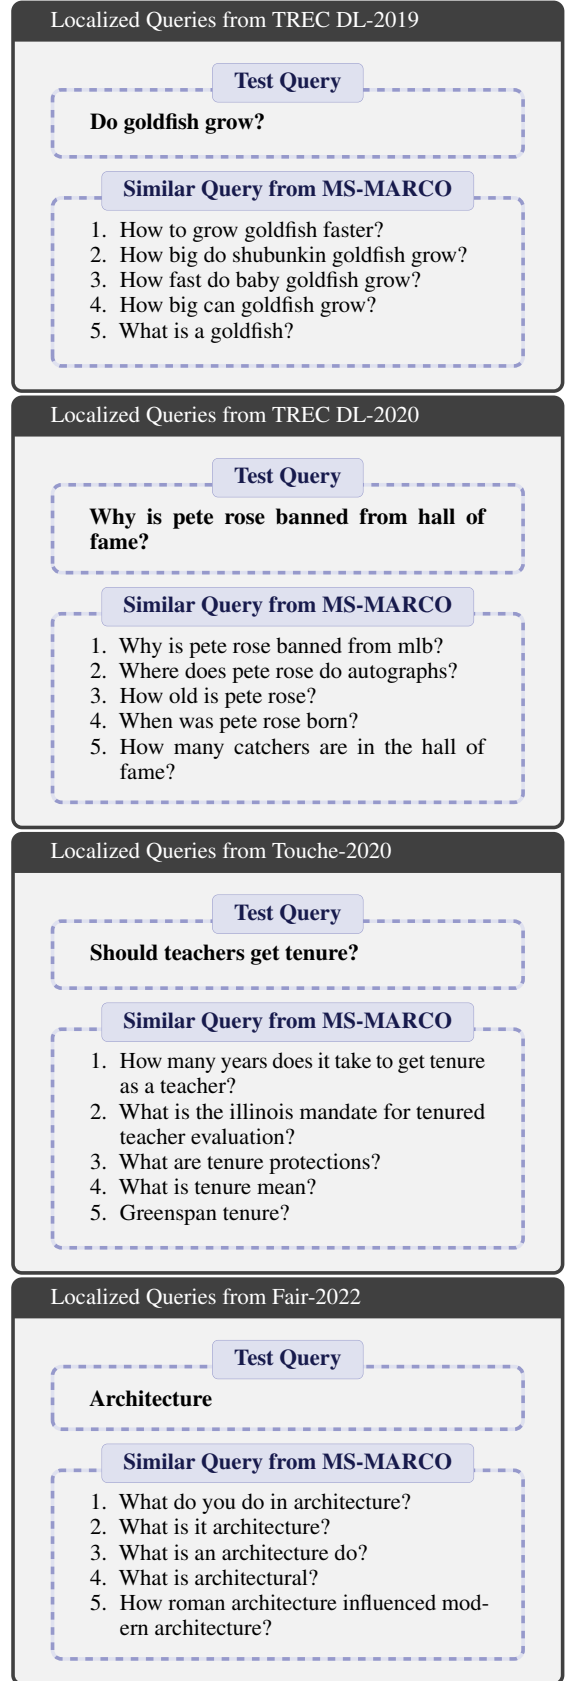 Localized Queries from TREC DL-2019
Test Query
Do goldfish grow?
Similar Query from MS-MARCO
1. How to grow goldfish faster?
2. How big do shubunkin goldfish grow?
3. How fast do baby goldfish grow?
4. How big can goldfish grow?
5. What is a goldfish?
Localized Queries from TREC DL-2020
Test Query
Why is pete rose banned from hall of
fame?
Similar Query from MS-MARCO
1. Why is pete rose banned from mlb?
2. Where does pete rose do autographs?
3. How old is pete rose?
4. When was pete rose born?
5. How many catchers are in the hall of
fame?
Localized Queries from Touche-2020
Test Query
Should teachers get tenure?
Similar Query from MS-MARCO
1. How many years does it take to get tenure
as a teacher?
2. What is the illinois mandate for tenured
teacher evaluation?
3. What are tenure protections?
4. What is tenure mean?
5. Greenspan tenure?
Localized Queries from Fair-2022
Test Query
Architecture
Similar Query from MS-MARCO
1. What do you do in architecture?
2. What is it architecture?
3. What is an architecture do?
4. What is architectural?
5. How roman architecture influenced mod-
ern architecture?